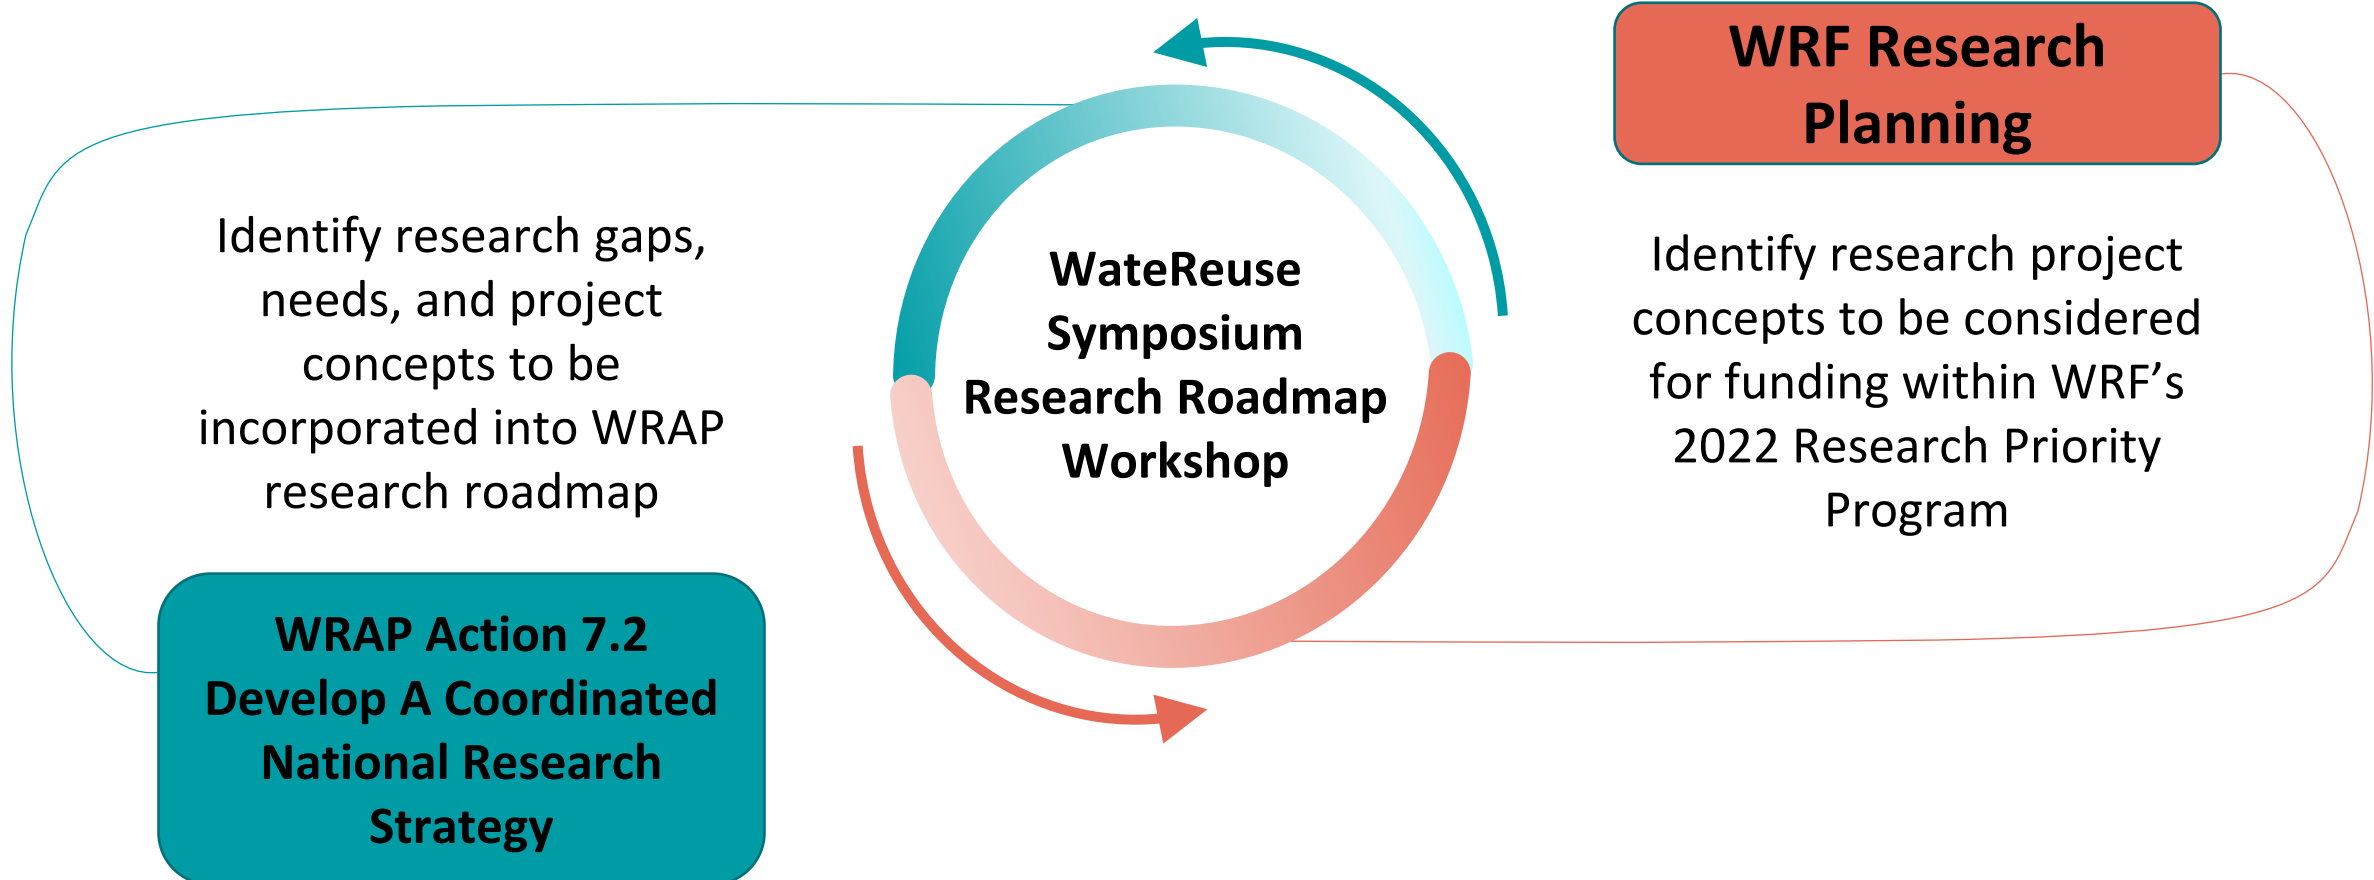 Identify research gaps,
needs, and project
concepts to be
incorporated into WRAP
research roadmap
WRAP Action 7.2
Develop A Coordinated
National Research
Strategy
WateReuse
Symposium
Research Roadmap
Workshop
WRF Research
Planning
Identify research project
concepts to be considered
for funding within WRF’s
2022 Research Priority
Program